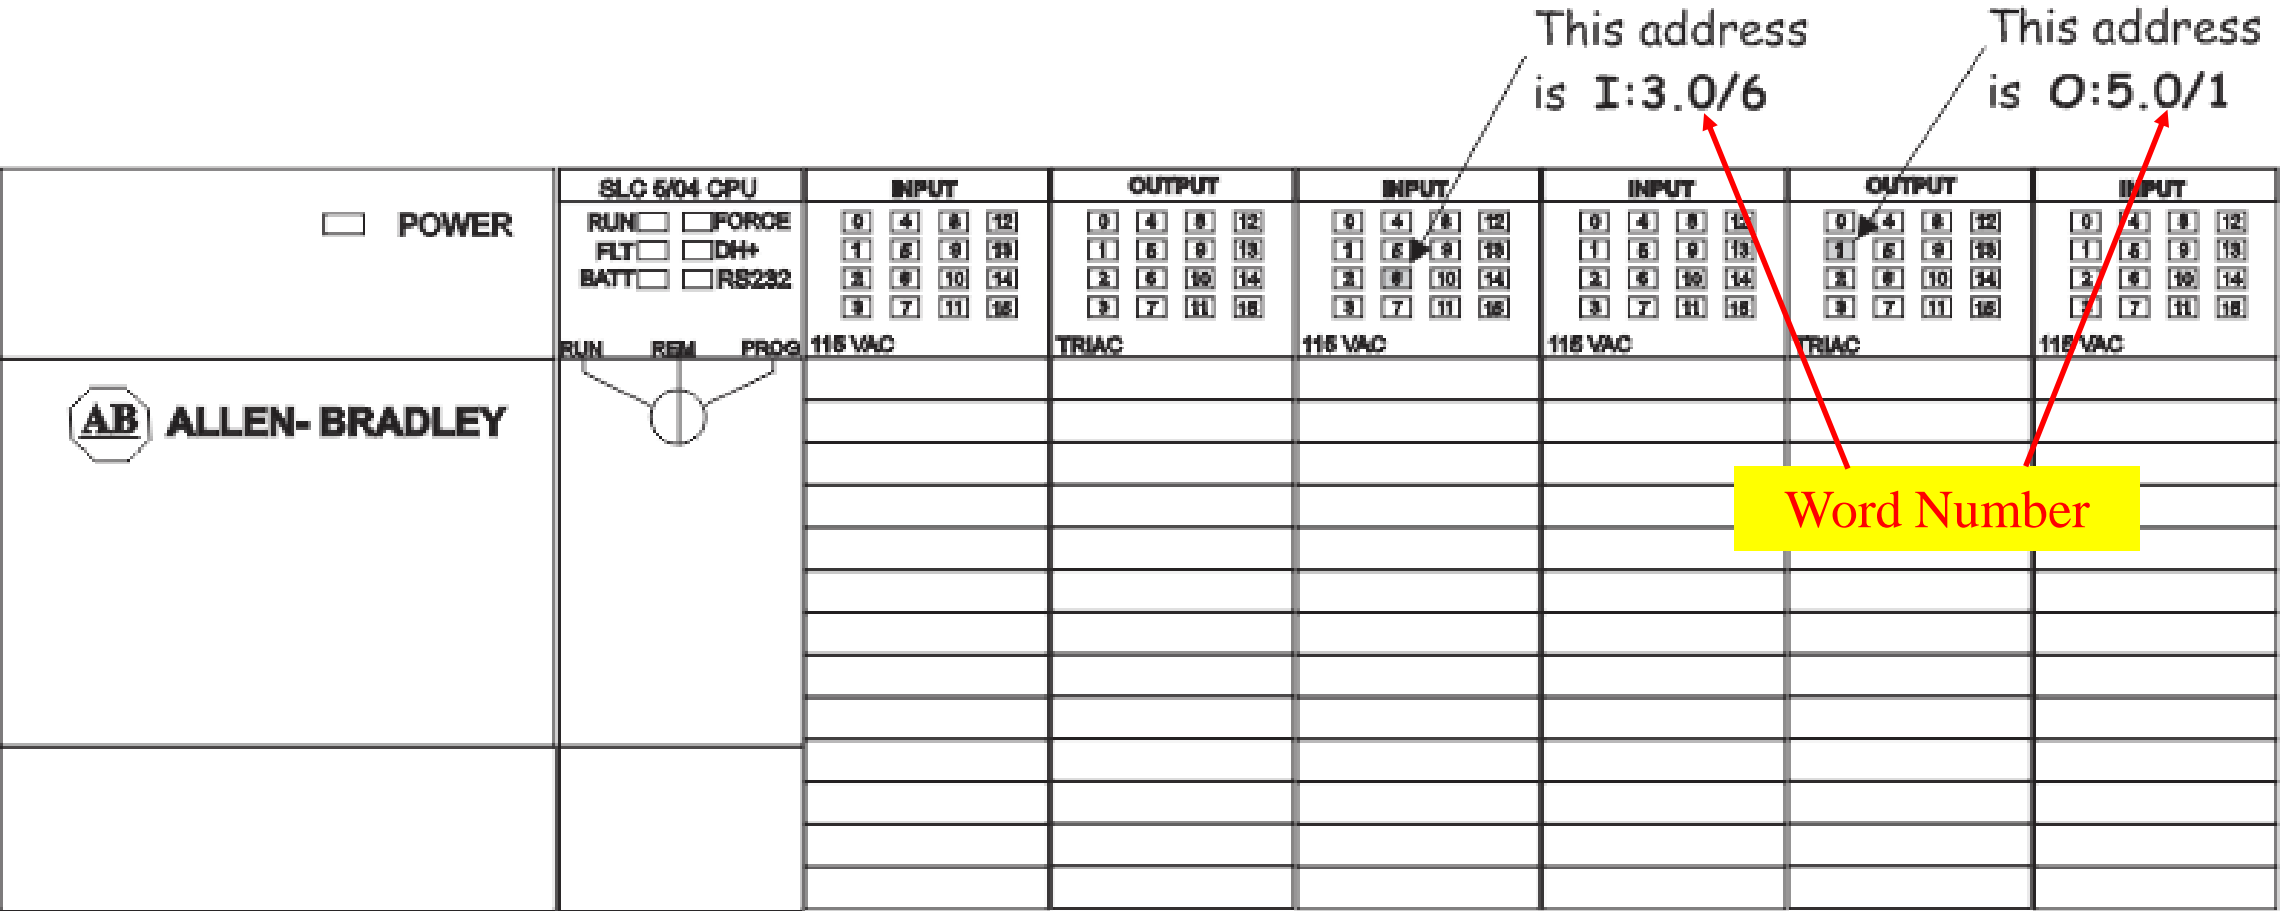 This address
is I:3.0/6
This address
is O:5.0/1
POWER
SLC 5/04 CPU
RUN FORCE
FLT DH+
BATT RS232
RUN REM PROG
AB ALLEN- BRADLEY
INPUT
0 4 8 12
1 5 9 13
2 6 10 14
3 7 11 15
115 VAC
OUTPUT
0 4 8 12
1 5 9 13
2 6 10 14
3 7 11 15
TRIAC
INPUT
0 4 8 12
1 5 9 13
2 6 10 14
3 7 11 15
115 VAC
INPUT
0 4 8 12
1 5 9 13
2 6 10 14
3 7 11 15
115 VAC
OUTPUT
0 4 8 12
1 5 9 13
2 6 10 14
3 7 11 15
TRIAC
INPUT
0 4 8 12
1 5 9 13
2 6 10 14
3 7 11 15
115 VAC
Word Number